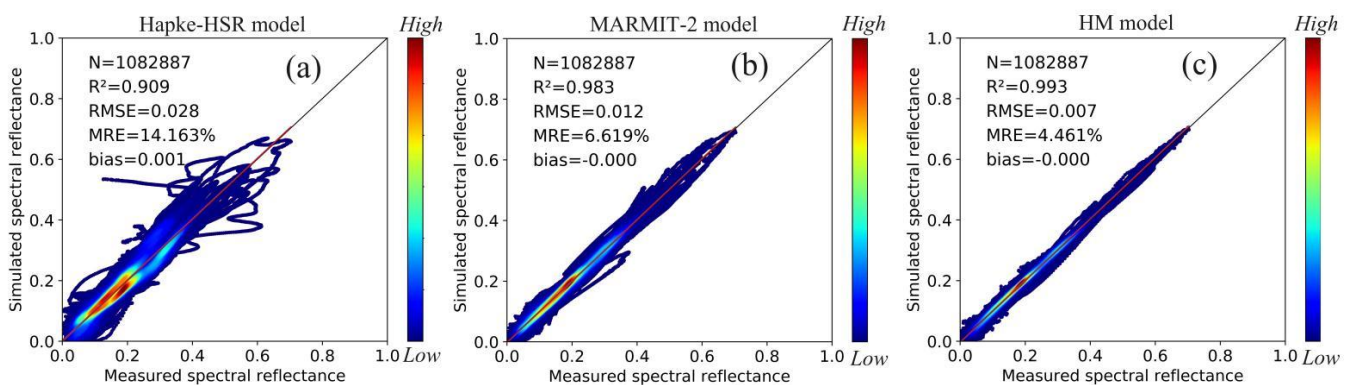 Hapke-HSR model
High
1.0
0.8
0.6
0.4
0.2
0.0
Simulated spectral reflectance
N=1082887
R²=0.909
RMSE=0.028
MRE=14.163%
bias=0.001
(a)
0.0 0.2 0.4 0.6 0.8 1.0
Low
Measured spectral reflectance
MARMIT-2 model
High
1.0
0.8
0.6
0.4
0.2
0.0
Simulated spectral reflectance
N=1082887
R²=0.983
RMSE=0.012
MRE=6.619%
bias=-0.000
(b)
0.0 0.2 0.4 0.6 0.8 1.0
Low
Measured spectral reflectance
HM model
High
1.0
0.8
0.6
0.4
0.2
0.0
Simulated spectral reflectance
N=1082887
R²=0.993
RMSE=0.007
MRE=4.461%
bias=-0.000
(c)
0.0 0.2 0.4 0.6 0.8 1.0
Low
Measured spectral reflectance